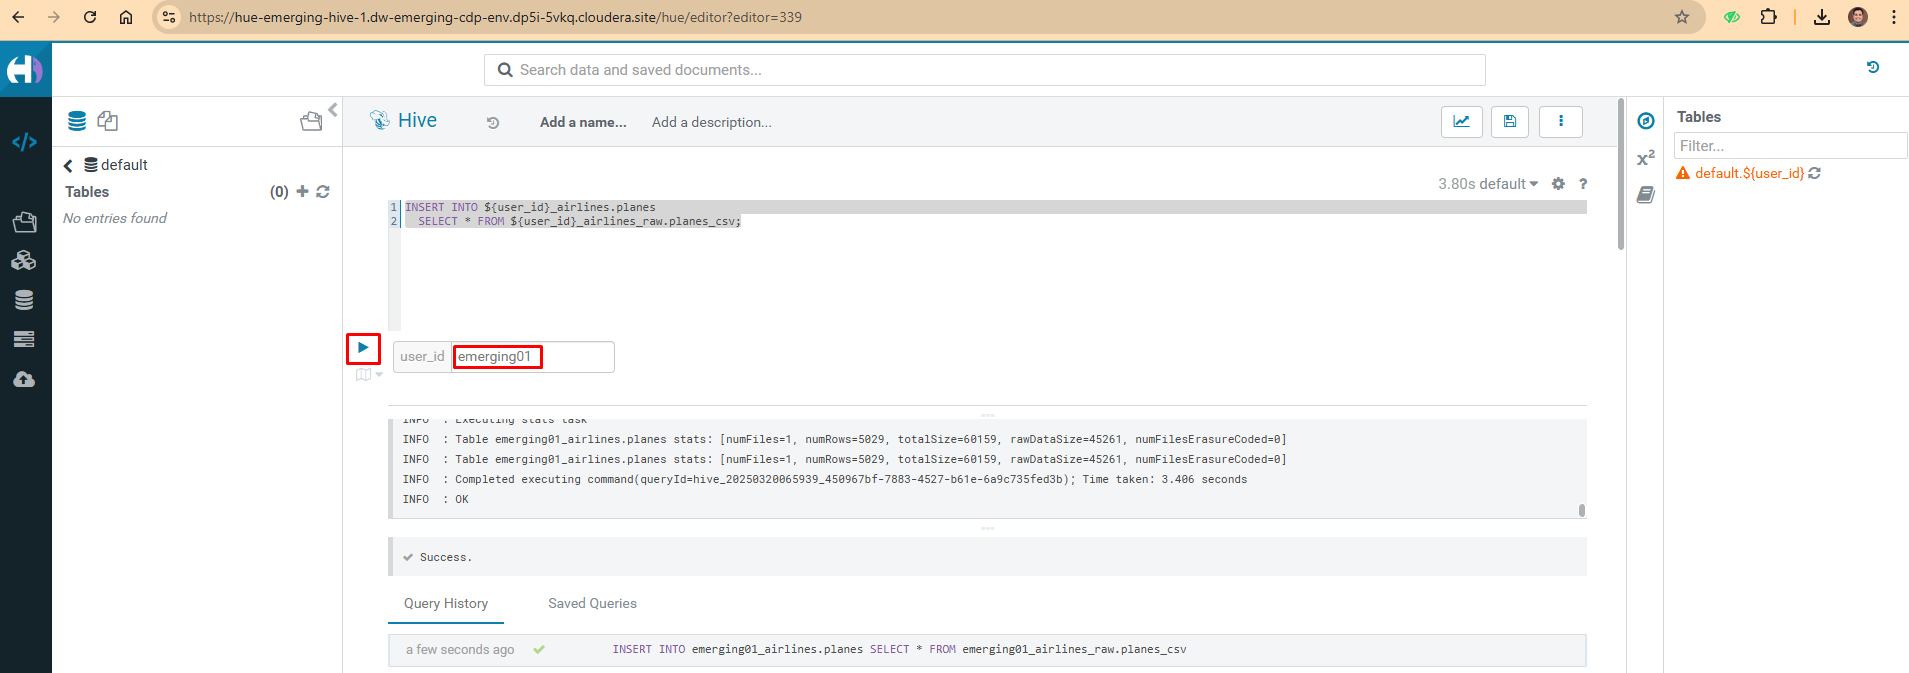 https://hue-emerging-hive-1.dw-emerging-cdp-env.dp5i-5vkq.cloudera.site/hue/editor?editor=339
Search data and saved documents...
Hive
Add a name...
Add a description...
default
Tables
(0)
No entries found
3.80s default
?
1 INSERT INTO ${user_id}_airlines.planes
2 SELECT * FROM ${user_id}_airlines_raw.planes_csv;
user_id emerging01
INFO : Executing stats task
INFO : Table emerging01_airlines.planes stats: [numFiles=1, numRows=5029, totalSize=60159, rawDataSize=45261, numFilesErasureCoded=0]
INFO : Table emerging01_airlines.planes stats: [numFiles=1, numRows=5029, totalSize=60159, rawDataSize=45261, numFilesErasureCoded=0]
INFO : Completed executing command(queryId=hive_20250320065939_450967bf-7883-4527-b61e-6a9c735fed3b); Time taken: 3.406 seconds
INFO : OK
Success.
Query History
Saved Queries
a few seconds ago
INSERT INTO emerging01_airlines.planes SELECT * FROM emerging01_airlines_raw.planes_csv
x²
Tables
Filter...
default.${user_id}